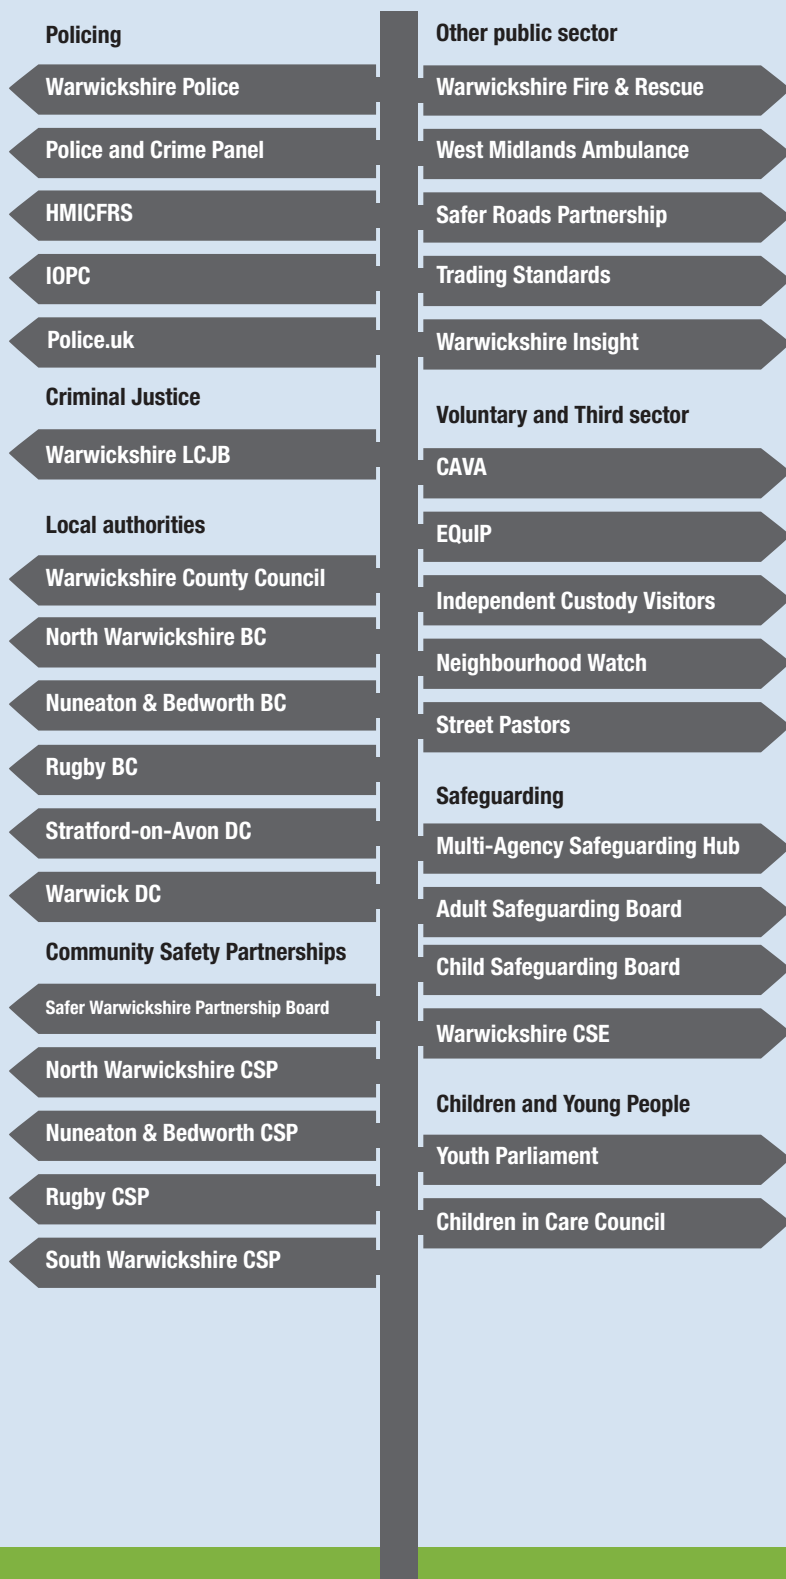 Policing
Warwickshire Police
Police and Crime Panel
HMICFRS
IOPC
Police.uk
Criminal Justice
Warwickshire LCJB
Local authorities
Warwickshire County Council
North Warwickshire BC
Nuneaton & Bedworth BC
Rugby BC
Stratford-on-Avon DC
Warwick DC
Community Safety Partnerships
Safer Warwickshire Partnership Board
North Warwickshire CSP
Nuneaton & Bedworth CSP
Rugby CSP
South Warwickshire CSP
Other public sector
Warwickshire Fire & Rescue
West Midlands Ambulance
Safer Roads Partnership
Trading Standards
Warwickshire Insight
Voluntary and Third sector
CAVA
EQuIP
Independent Custody Visitors
Neighbourhood Watch
Street Pastors
Safeguarding
Multi-Agency Safeguarding Hub
Adult Safeguarding Board
Child Safeguarding Board
Warwickshire CSE
Children and Young People
Youth Parliament
Children in Care Council